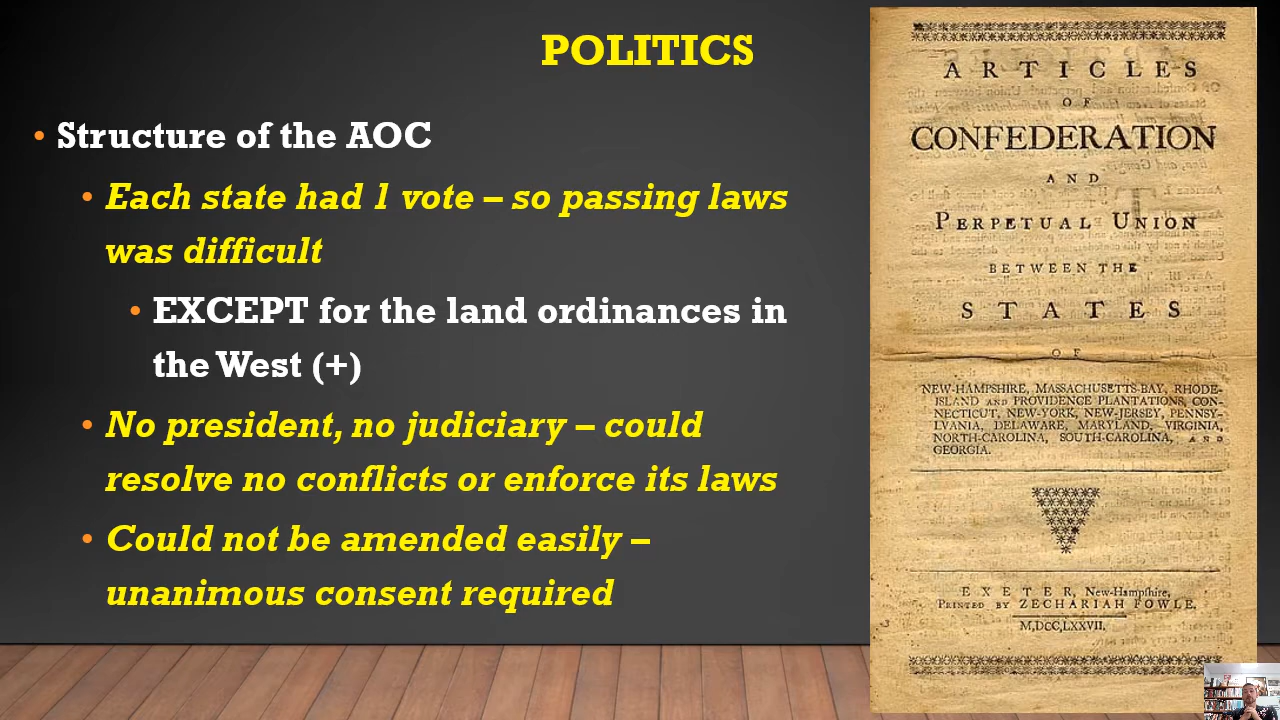 POLITICS
• Structure of the AOC
• Each state had 1 vote – so passing laws
was difficult
• EXCEPT for the land ordinances in
the West (+)
• No president, no judiciary – could
resolve no conflicts or enforce its laws
• Could not be amended easily –
unanimous consent required
ARTICLES
OF
CONFEDERATION
AND
PERPETUAL UNION
BETWEEN THE
STATES
OF
NEW-HAMPSHIRE, MASSACHUSETTS-BAY, RHODE-
ISLAND AND PROVIDENCE PLANTATIONS, CON-
NECTICUT, NEW-YORK, NEW-JERSEY, PENNSY-
LVANIA, DELAWARE, MARYLAND, VIRGINIA,
NORTH-CAROLINA, SOUTH-CAROLINA, AND
GEORGIA.
EXETER, New-Hampshire,
PRINTED BY ZECHARIAH FOWLE,
M,DCC,LXXVII.